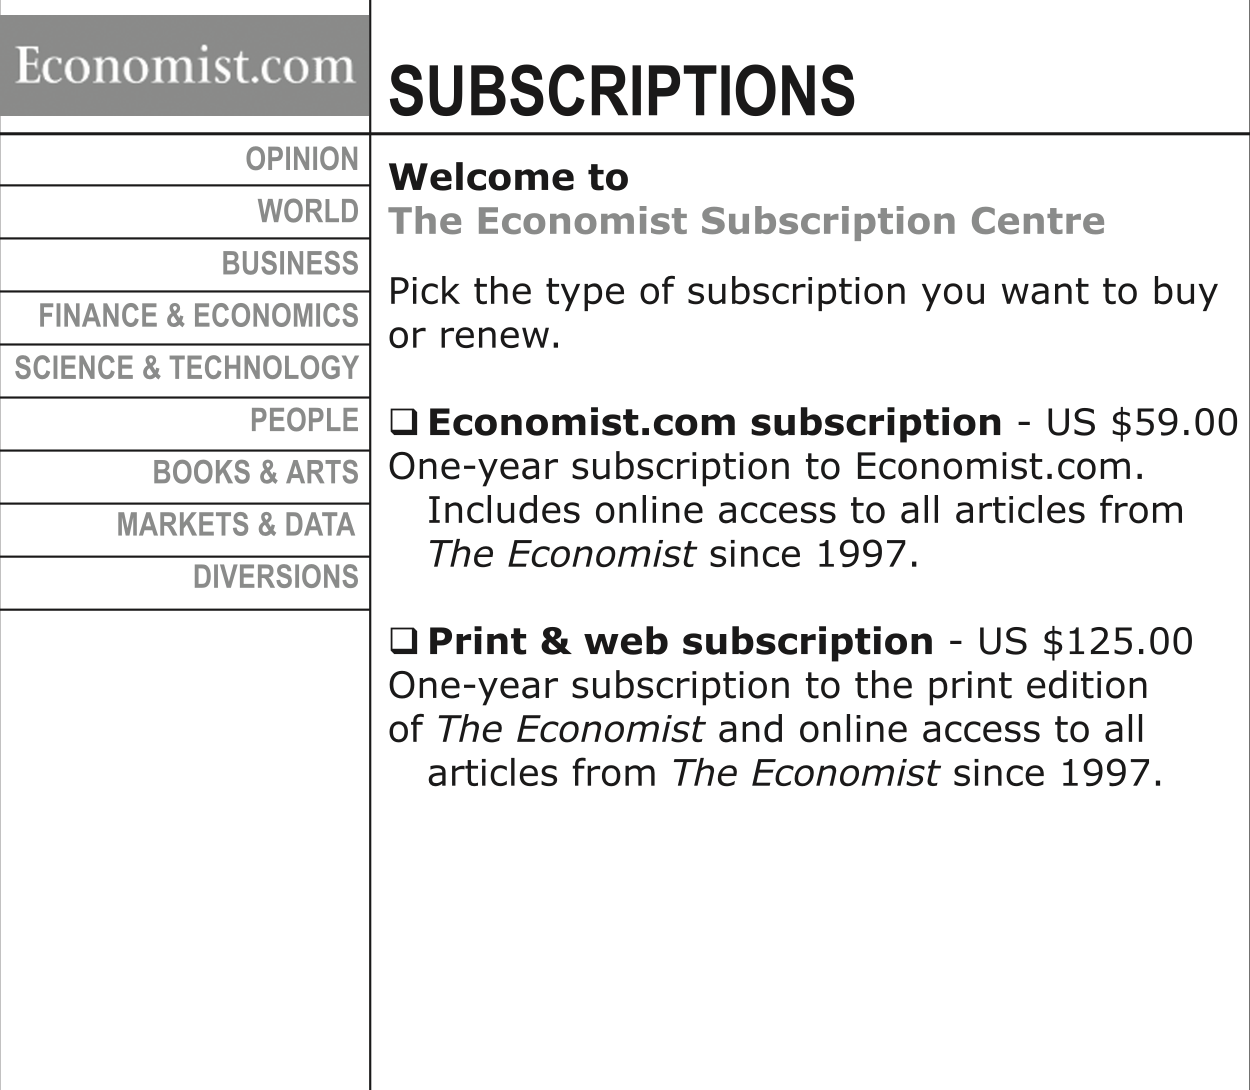 Economist.com
SUBSCRIPTIONS
OPINION
WORLD
BUSINESS
FINANCE & ECONOMICS
SCIENCE & TECHNOLOGY
PEOPLE
BOOKS & ARTS
MARKETS & DATA
DIVERSIONS
Welcome to
The Economist Subscription Centre
Pick the type of subscription you want to buy
or renew.
❑ Economist.com subscription - US $59.00
One-year subscription to Economist.com.
Includes online access to all articles from
The Economist since 1997.
❑ Print & web subscription - US $125.00
One-year subscription to the print edition
of The Economist and online access to all
articles from The Economist since 1997.